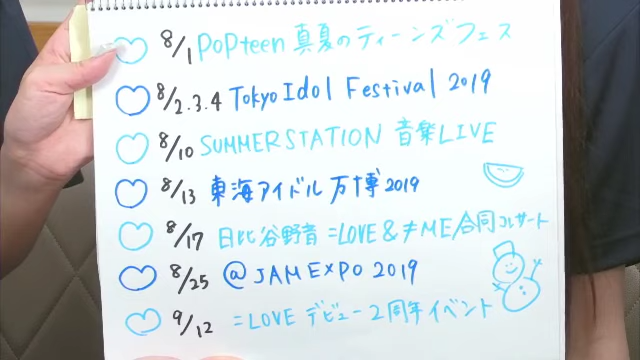 8/1 PoPteen 真夏のティーンズフェス
8/2.3.4 Tokyo Idol Festival 2019
8/10 SUMMER STATION 音楽LIVE
8/13 東海アイドル万博2019
8/17 日比谷野音 =LOVE & ≠ME 合同コンサート
8/25 @JAM EXPO 2019
9/12 =LOVE デビュー2周年イベント